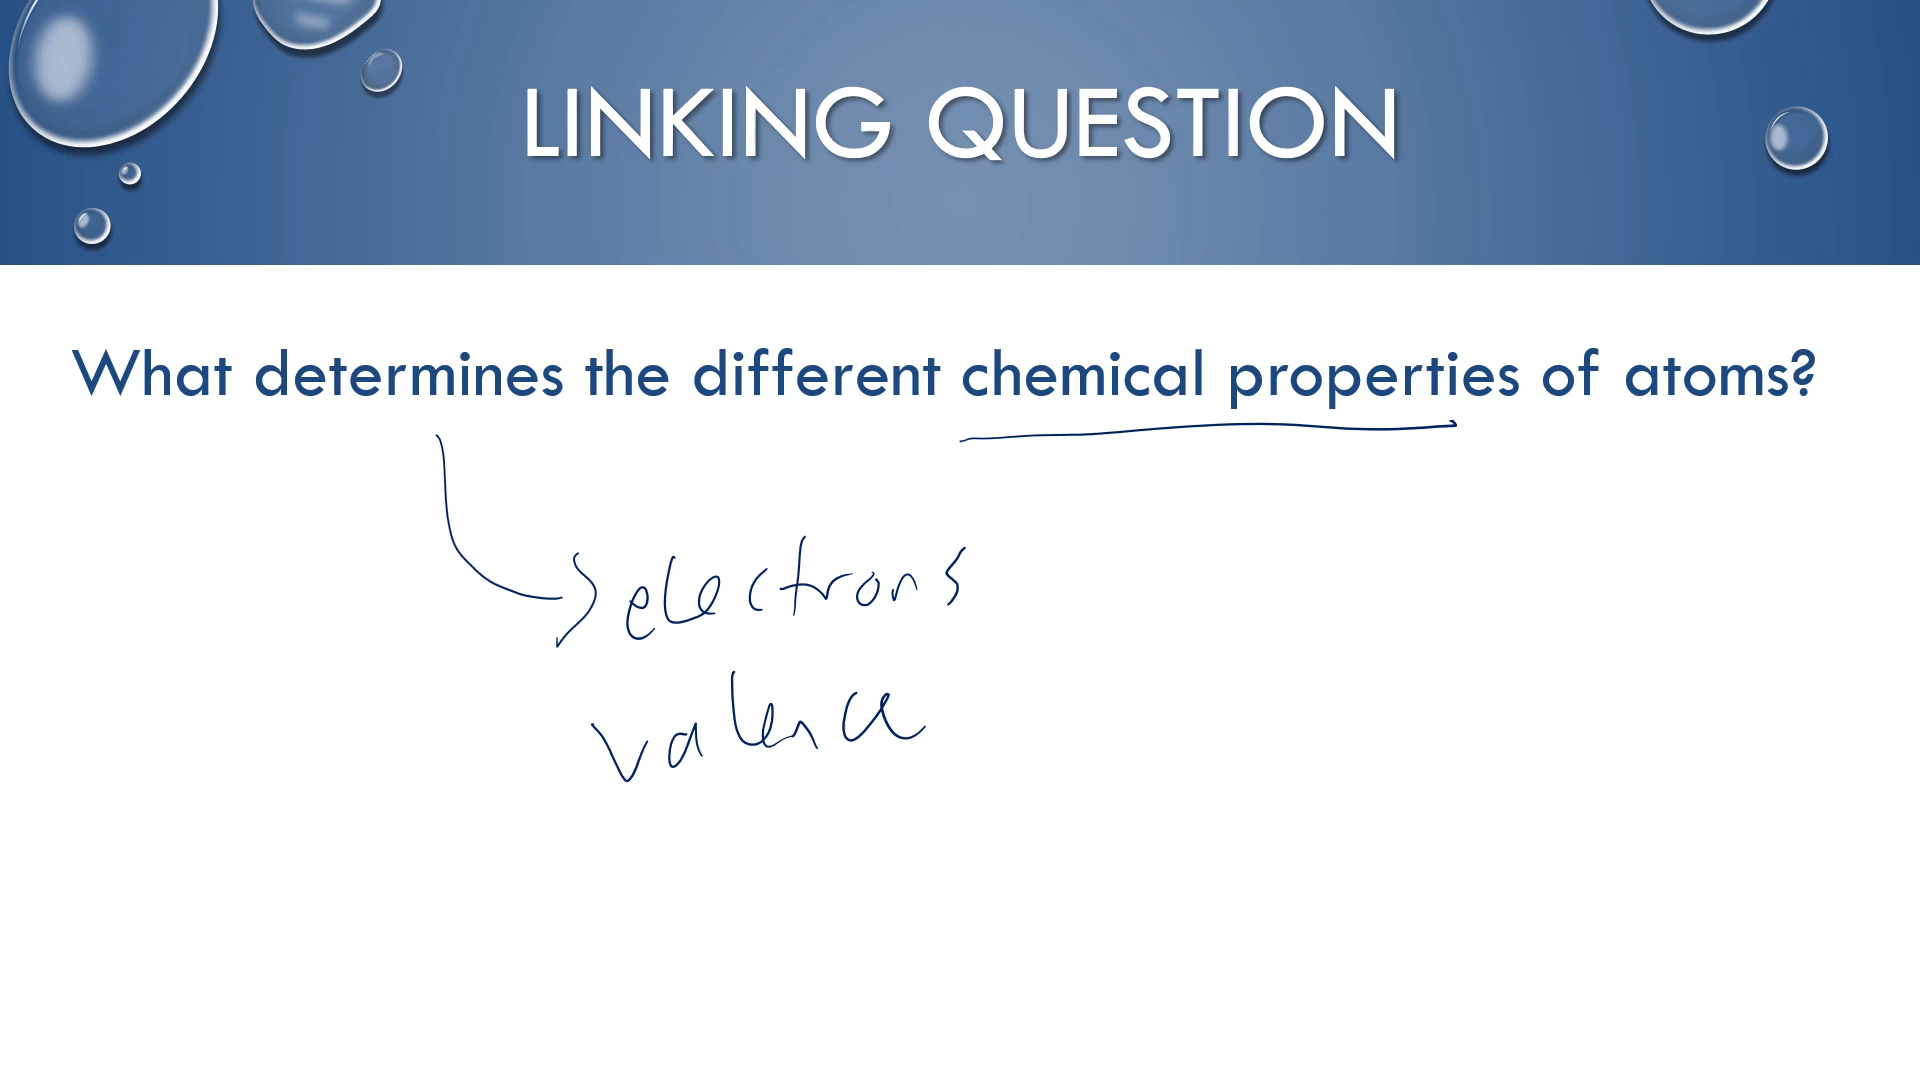 LINKING QUESTION
What determines the different chemical properties of atoms?
electrons
valence